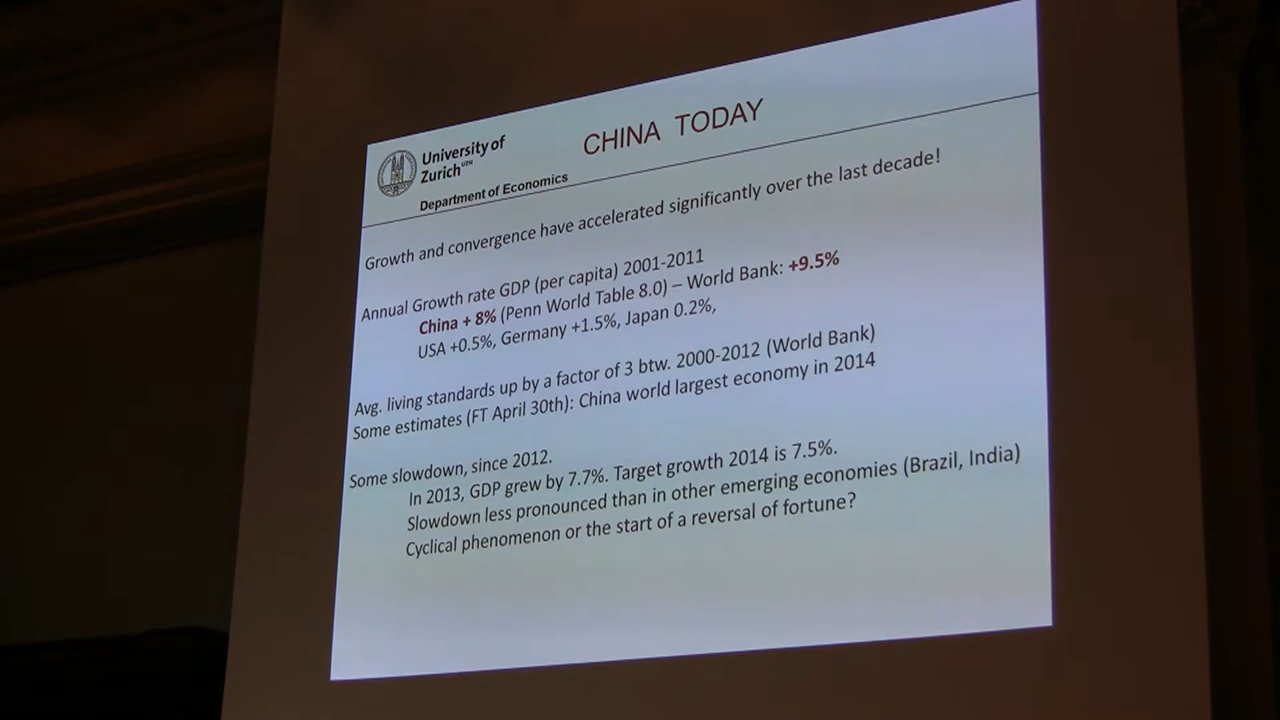 University of
Zurich UZH
Department of Economics
CHINA TODAY
Growth and convergence have accelerated significantly over the last decade!
Annual Growth rate GDP (per capita) 2001-2011
China + 8% (Penn World Table 8.0) – World Bank: +9.5%
USA +0.5%, Germany +1.5%, Japan 0.2%,
Avg. living standards up by a factor of 3 btw. 2000-2012 (World Bank)
Some estimates (FT April 30th): China world largest economy in 2014
Some slowdown, since 2012.
In 2013, GDP grew by 7.7%. Target growth 2014 is 7.5%.
Slowdown less pronounced than in other emerging economies (Brazil, India)
Cyclical phenomenon or the start of a reversal of fortune?